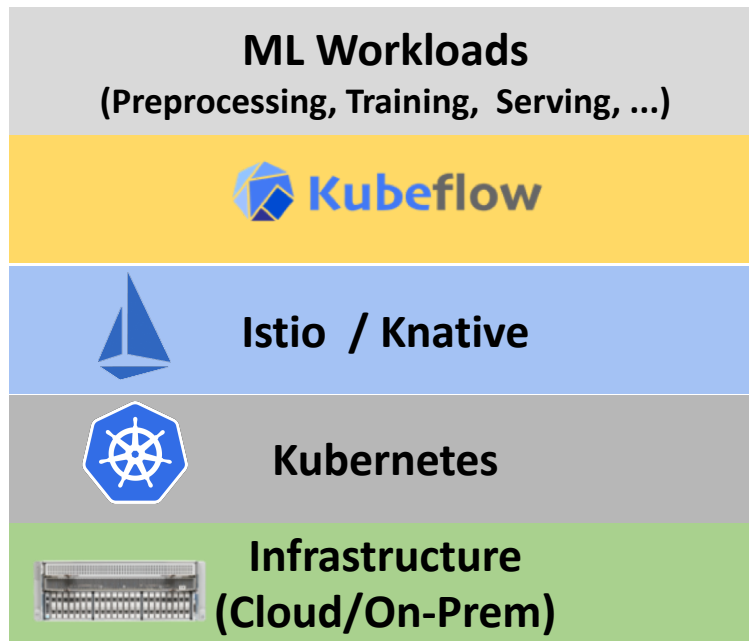 ML Workloads
(Preprocessing, Training, Serving, ...)
Kubeflow
Istio / Knative
Kubernetes
Infrastructure
(Cloud/On-Prem)